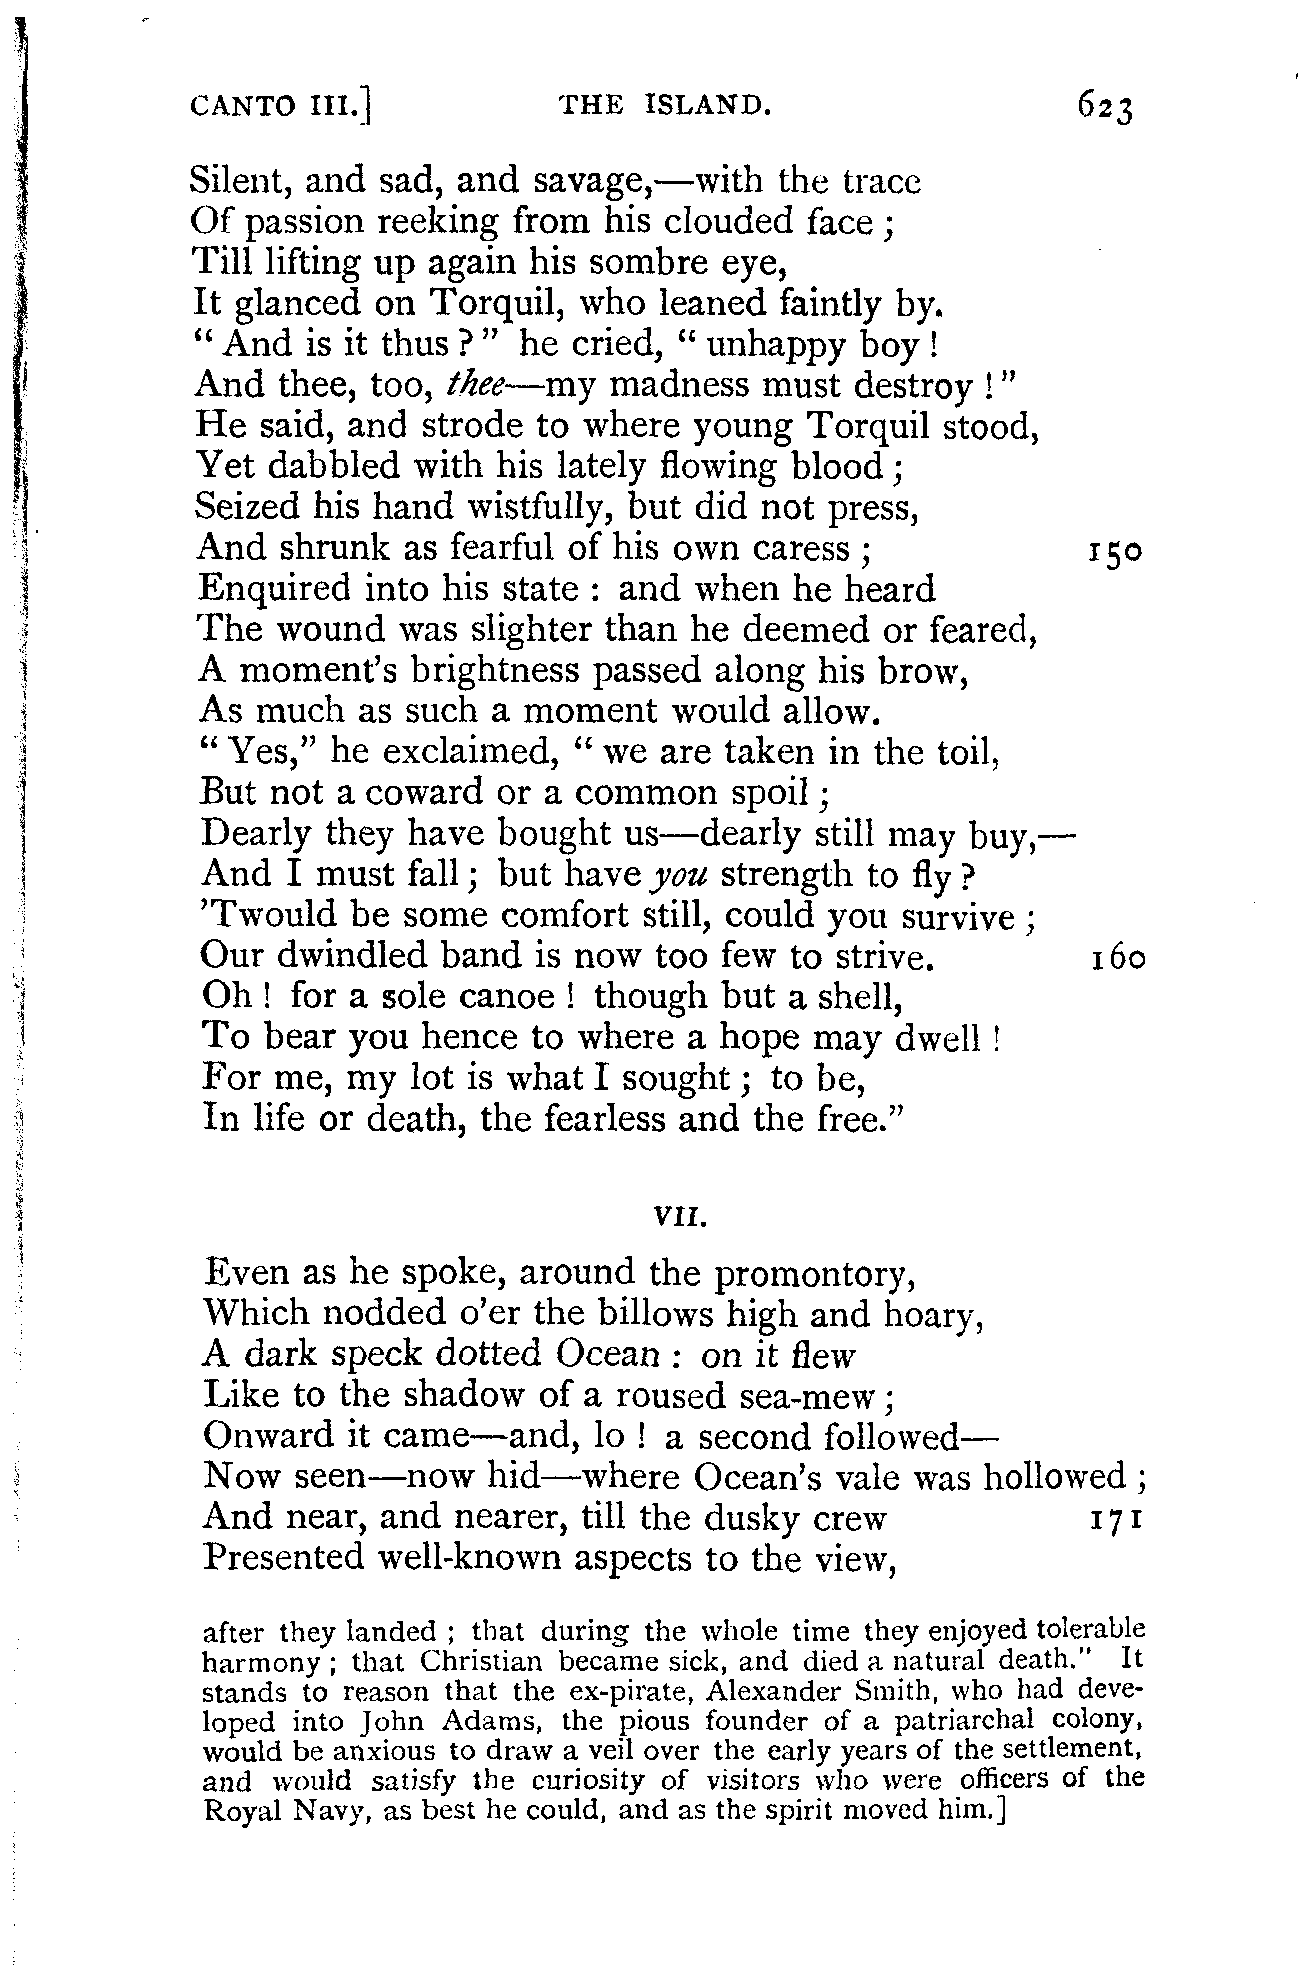 CANTO III.] THE ISLAND. 623
Silent, and sad, and savage,—with the trace
Of passion reeking from his clouded face ;
Till lifting up again his sombre eye,
It glanced on Torquil, who leaned faintly by.
“ And is it thus ? ” he cried, “ unhappy boy !
And thee, too, thee—my madness must destroy ! ”
He said, and strode to where young Torquil stood,
Yet dabbled with his lately flowing blood ;
Seized his hand wistfully, but did not press,
And shrunk as fearful of his own caress ; 150
Enquired into his state : and when he heard
The wound was slighter than he deemed or feared,
A moment’s brightness passed along his brow,
As much as such a moment would allow.
“ Yes,” he exclaimed, “ we are taken in the toil,
But not a coward or a common spoil ;
Dearly they have bought us—dearly still may buy,—
And I must fall ; but have you strength to fly ?
’Twould be some comfort still, could you survive ;
Our dwindled band is now too few to strive. 160
Oh ! for a sole canoe ! though but a shell,
To bear you hence to where a hope may dwell !
For me, my lot is what I sought ; to be,
In life or death, the fearless and the free.”
VII.
Even as he spoke, around the promontory,
Which nodded o’er the billows high and hoary,
A dark speck dotted Ocean : on it flew
Like to the shadow of a roused sea-mew ;
Onward it came—and, lo ! a second followed—
Now seen—now hid—where Ocean’s vale was hollowed ;
And near, and nearer, till the dusky crew 171
Presented well-known aspects to the view,
after they landed ; that during the whole time they enjoyed tolerable
harmony ; that Christian became sick, and died a natural death.” It
stands to reason that the ex-pirate, Alexander Smith, who had deve-
loped into John Adams, the pious founder of a patriarchal colony,
would be anxious to draw a veil over the early years of the settlement,
and would satisfy the curiosity of visitors who were officers of the
Royal Navy, as best he could, and as the spirit moved him.]